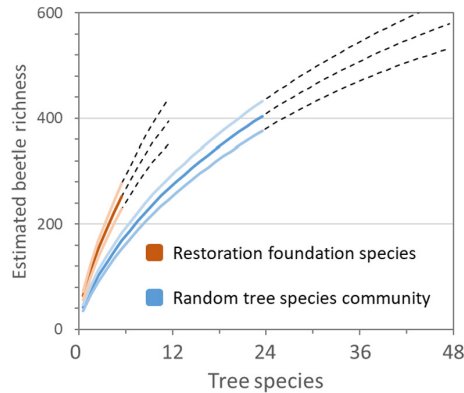 600
400
200
0
0 12 24 36 48
Estimated beetle richness
Tree species
Restoration foundation species
Random tree species community